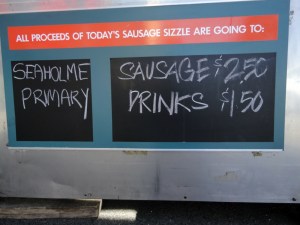 ALL PROCEEDS OF TODAY'S SAUSAGE SIZZLE ARE GOING TO:
SEAHOLME
PRIMARY
SAUSAGE $2.50
DRINKS $1.50